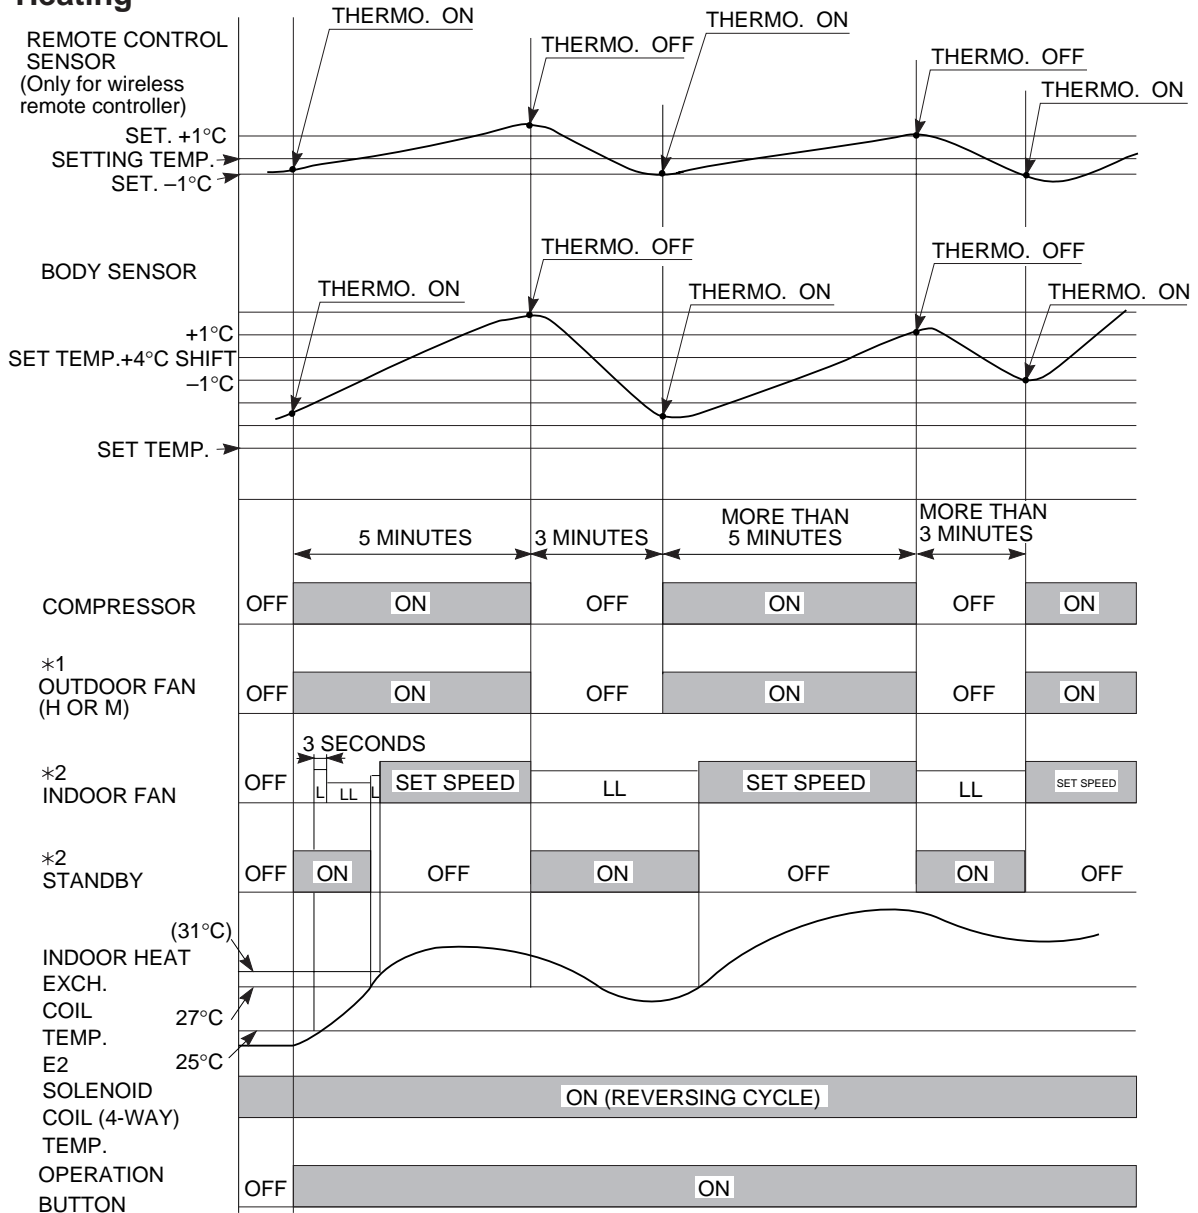 Heating
THERMO. ON
THERMO. OFF
THERMO. ON
THERMO. OFF
THERMO. ON
REMOTE CONTROL
SENSOR
(Only for wireless
remote controller)
SET. +1°C
SETTING TEMP.
SET. –1°C
BODY SENSOR
THERMO. ON
THERMO. OFF
THERMO. ON
THERMO. OFF
THERMO. ON
+1°C
SET TEMP.+4°C SHIFT
–1°C
SET TEMP.
5 MINUTES
3 MINUTES
MORE THAN
5 MINUTES
MORE THAN
3 MINUTES
COMPRESSOR
OFF ON OFF ON OFF ON
*1
OUTDOOR FAN
(H OR M)
OFF ON OFF ON OFF ON
3 SECONDS
*2
INDOOR FAN
OFF L LL L SET SPEED LL SET SPEED LL SET SPEED
*2
STANDBY
OFF ON OFF ON OFF ON OFF
(31°C)
INDOOR HEAT
EXCH.
COIL
TEMP.
E2
27°C
25°C
SOLENOID
COIL (4-WAY)
TEMP.
ON (REVERSING CYCLE)
OPERATION
BUTTON
OFF ON